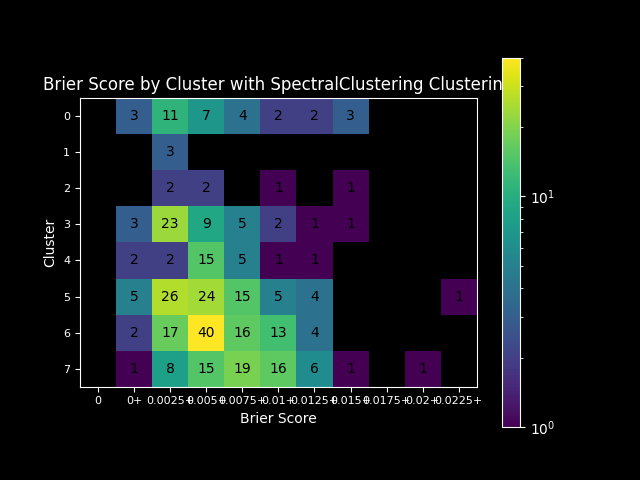 Brier Score by Cluster with SpectralClustering Clustering
0 3 11 7 4 2 2 3
1 3
2 2 2 1 1
3 3 23 9 5 2 1 1
4 2 2 15 5 1 1
5 5 26 24 15 5 4 1
6 2 17 40 16 13 4
7 1 8 15 19 16 6 1 1
0 0+ 0.0025+ 0.005+ 0.0075+ 0.01+ 0.0125+ 0.015+ 0.0175+ 0.02+ 0.0225+
Brier Score
Cluster
10¹
10⁰